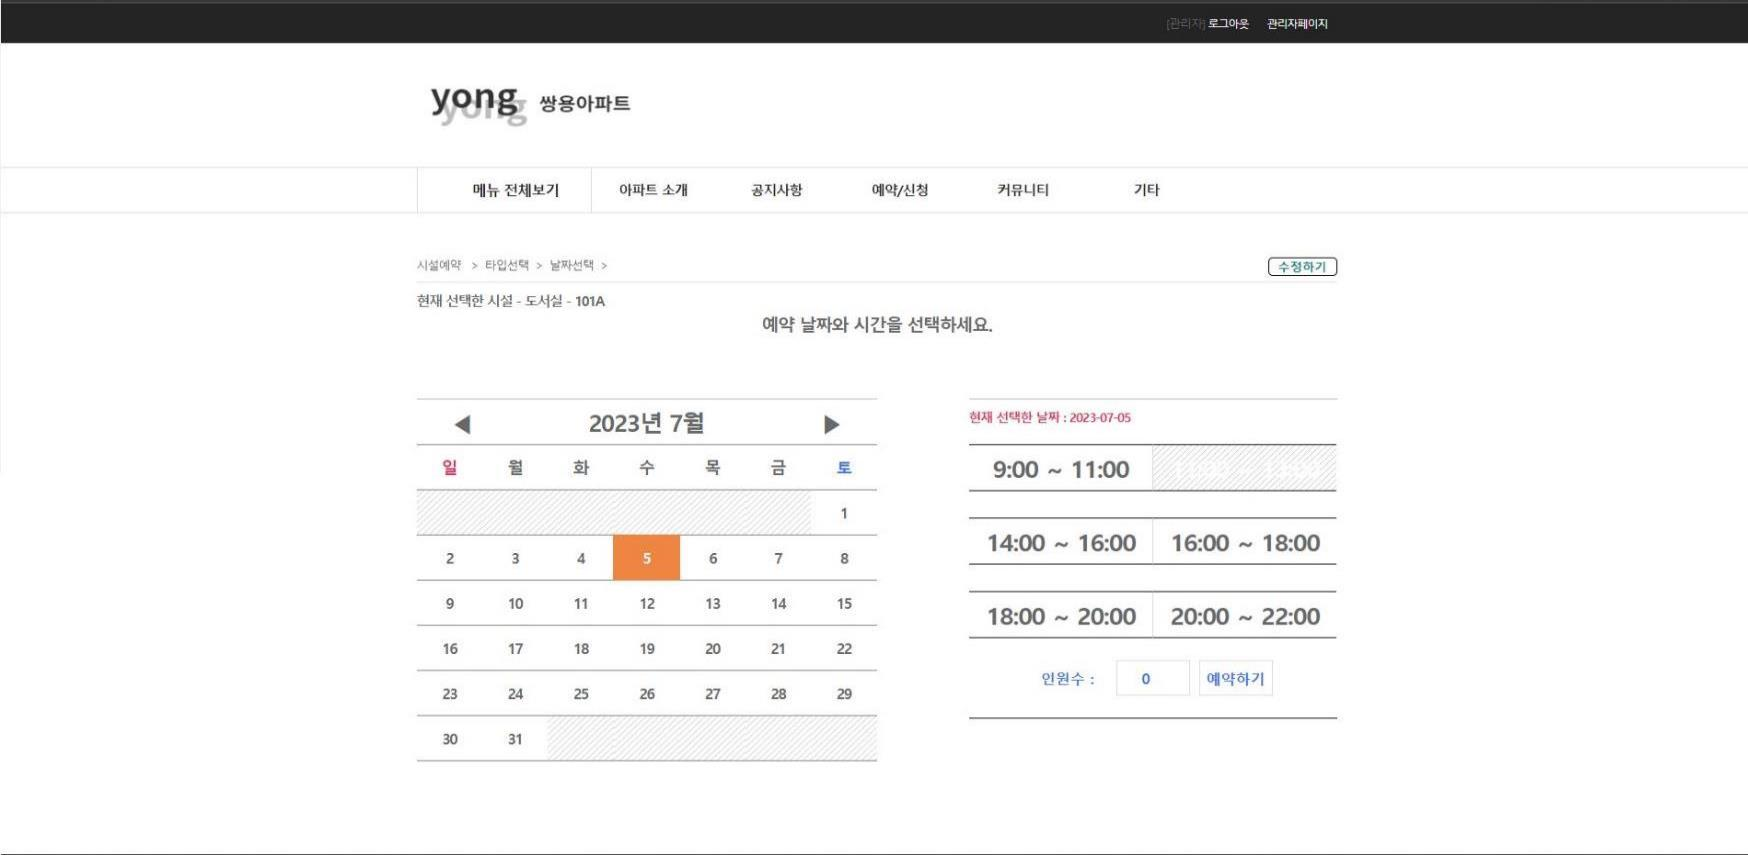 [관리자] 로그아웃 관리자페이지
yong 쌍용아파트
메뉴 전체보기 아파트 소개 공지사항 예약/신청 커뮤니티 기타
시설예약 > 타입선택 > 날짜선택 >
수정하기
현재 선택한 시설 - 도서실 - 101A
예약 날짜와 시간을 선택하세요.
◀ 2023년 7월 ▶
일 월 화 수 목 금 토
1
2 3 4 5 6 7 8
9 10 11 12 13 14 15
16 17 18 19 20 21 22
23 24 25 26 27 28 29
30 31
현재 선택한 날짜 : 2023-07-05
9:00 ~ 11:00
14:00 ~ 16:00 16:00 ~ 18:00
18:00 ~ 20:00 20:00 ~ 22:00
인원수 : 0 예약하기